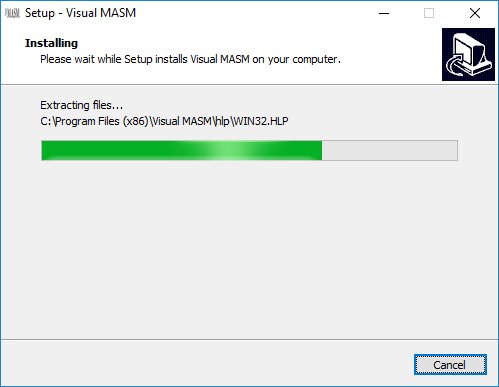 Setup - Visual MASM
Installing
Please wait while Setup installs Visual MASM on your computer.
Extracting files...
C:\Program Files (x86)\Visual MASM\hlp\WIN32.HLP
Cancel